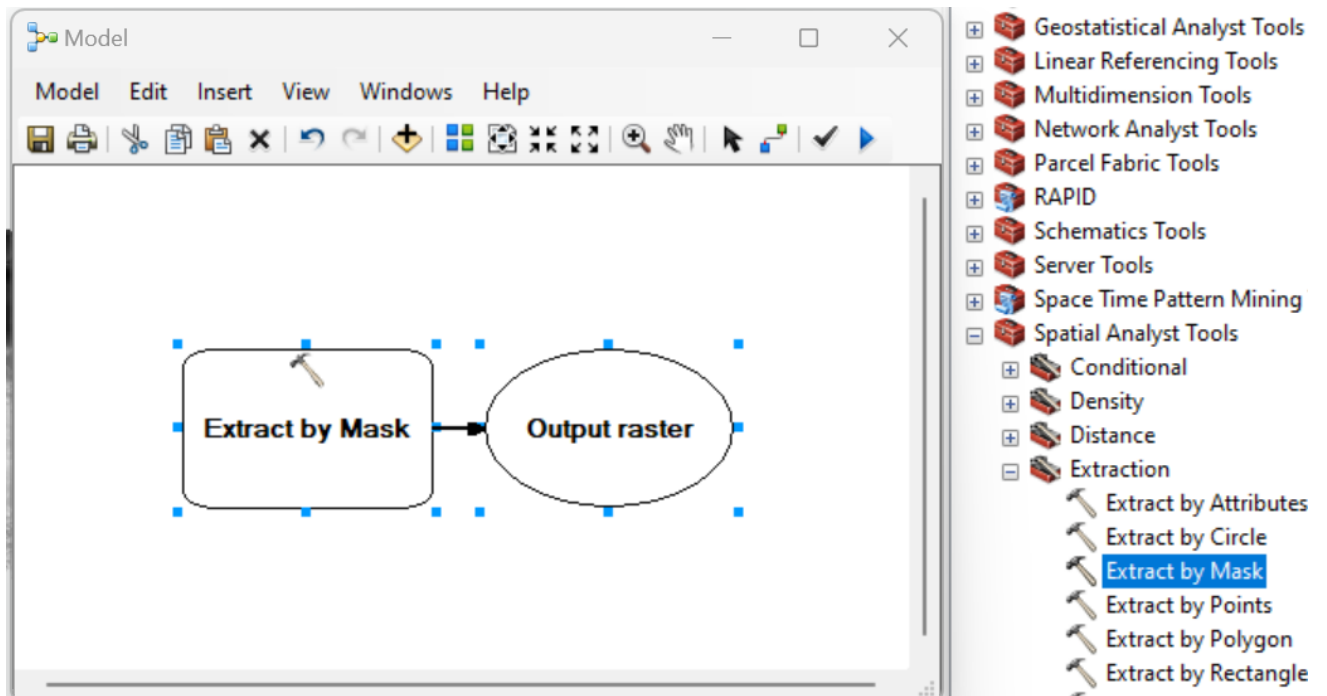 Model
Model Edit Insert View Windows Help
Extract by Mask
Output raster
Geostatistical Analyst Tools
Linear Referencing Tools
Multidimension Tools
Network Analyst Tools
Parcel Fabric Tools
RAPID
Schematics Tools
Server Tools
Space Time Pattern Mining
Spatial Analyst Tools
Conditional
Density
Distance
Extraction
Extract by Attributes
Extract by Circle
Extract by Mask
Extract by Points
Extract by Polygon
Extract by Rectangle